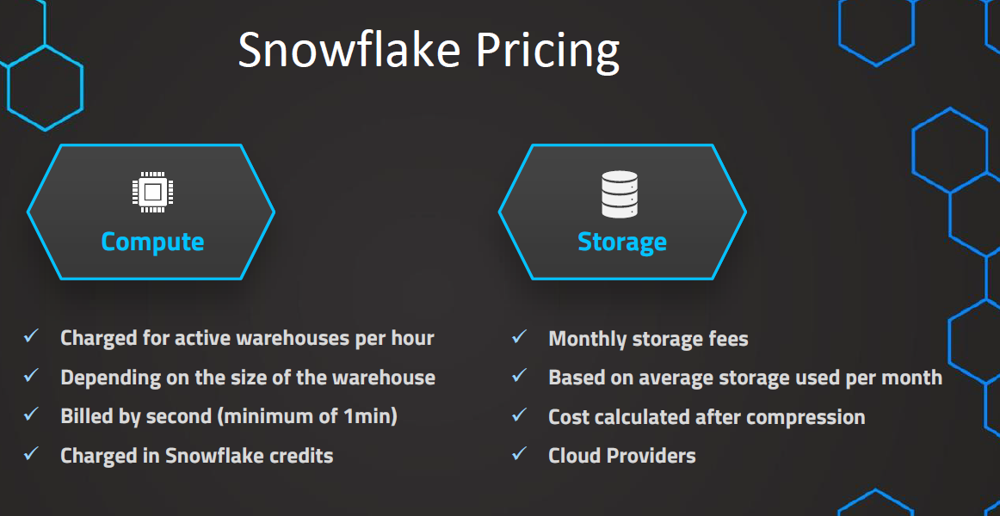 Snowflake Pricing
Compute
Charged for active warehouses per hour
Depending on the size of the warehouse
Billed by second (minimum of 1min)
Charged in Snowflake credits
Storage
Monthly storage fees
Based on average storage used per month
Cost calculated after compression
Cloud Providers